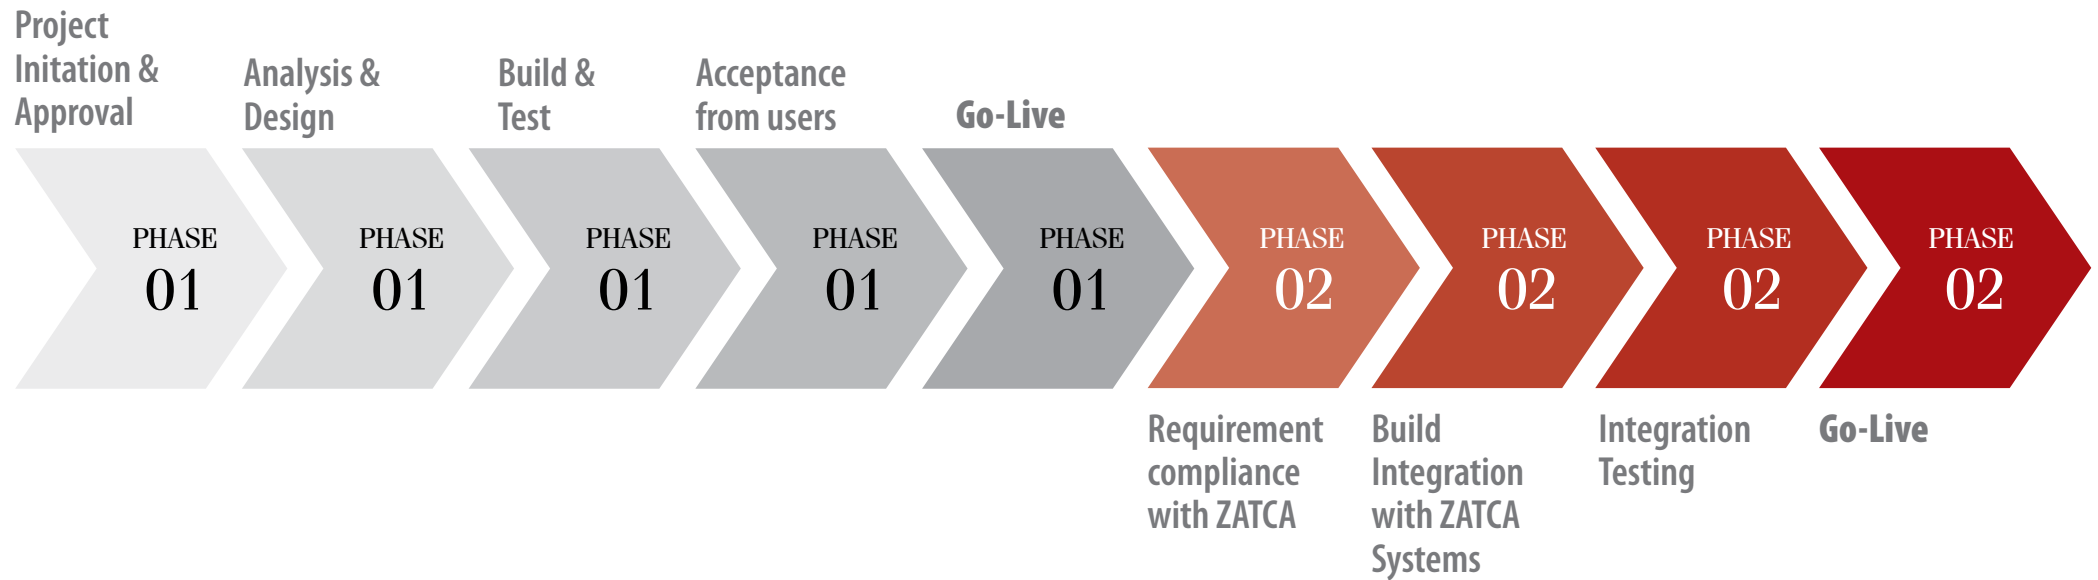 Project
Initation &
Approval
Analysis &
Design
Build &
Test
Acceptance
from users
Go-Live
PHASE
01
PHASE
01
PHASE
01
PHASE
01
PHASE
01
PHASE
02
PHASE
02
PHASE
02
PHASE
02
Requirement
compliance
with ZATCA
Build
Integration
with ZATCA
Systems
Integration
Testing
Go-Live